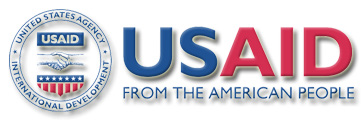 UNITED STATES AGENCY
USAID
INTERNATIONAL DEVELOPMENT
USAID
FROM THE AMERICAN PEOPLE